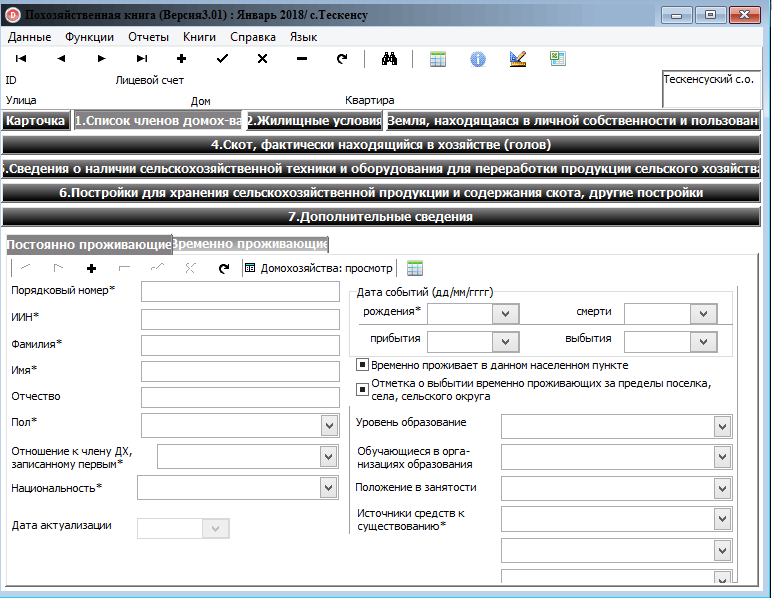 Похозяйственная книга (Версия3.01) : Январь 2018/ с.Тескенсу
Данные Функции Отчеты Книги Справка Язык
ID Лицевой счет
Тескенсуский с.о.
Улица Дом Квартира
Карточка 1.Список членов домох-ва 2.Жилищные условия Земля, находящаяся в личной собственности и пользован
4.Скот, фактически находящийся в хозяйстве (голов)
5.Сведения о наличии сельскохозяйственной техники и оборудования для переработки продукции сельского хозяйства
6.Постройки для хранения сельскохозяйственной продукции и содержания скота, другие постройки
7.Дополнительные сведения
Постоянно проживающие Временно проживающие
Домохозяйства: просмотр
Порядковый номер*
ИИН*
Фамилия*
Имя*
Отчество
Пол*
Отношение к члену ДХ,
записанному первым*
Национальность*
Дата актуализации
Дата событий (дд/мм/гггг)
рождения* смерти
прибытия выбытия
Временно проживает в данном населенном пункте
Отметка о выбытии временно проживающих за пределы поселка,
села, сельского округа
Уровень образование
Обучающиеся в орга-
низациях образования
Положение в занятости
Источники средств к
существованию*